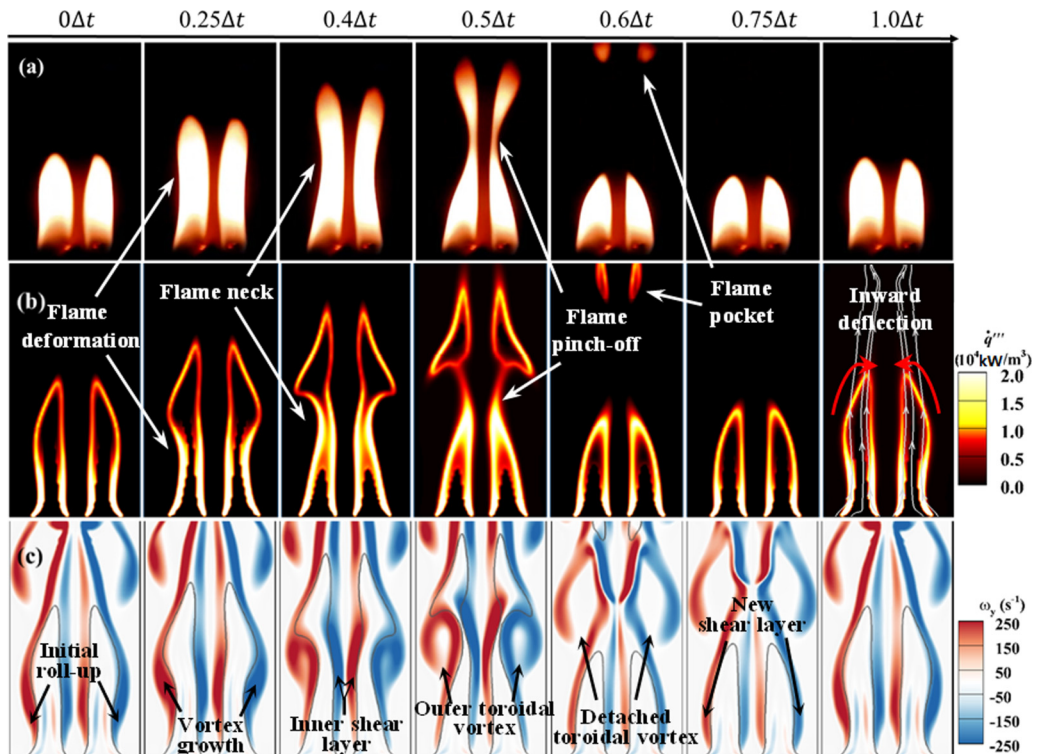 0Δt 0.25Δt 0.4Δt 0.5Δt 0.6Δt 0.75Δt 1.0Δt
(a)
(b)
Flame
deformation
Flame neck
Flame
pinch-off
Flame
pocket
Inward
deflection
q̇'''
(10⁴kW/m³)
2.0
1.5
1.0
0.5
0.0
(c)
Initial
roll-up
Vortex
growth
Inner shear
layer
Outer toroidal
vortex
Detached
toroidal vortex
New
shear layer
ωy (s⁻¹)
250
150
50
-50
-150
-250